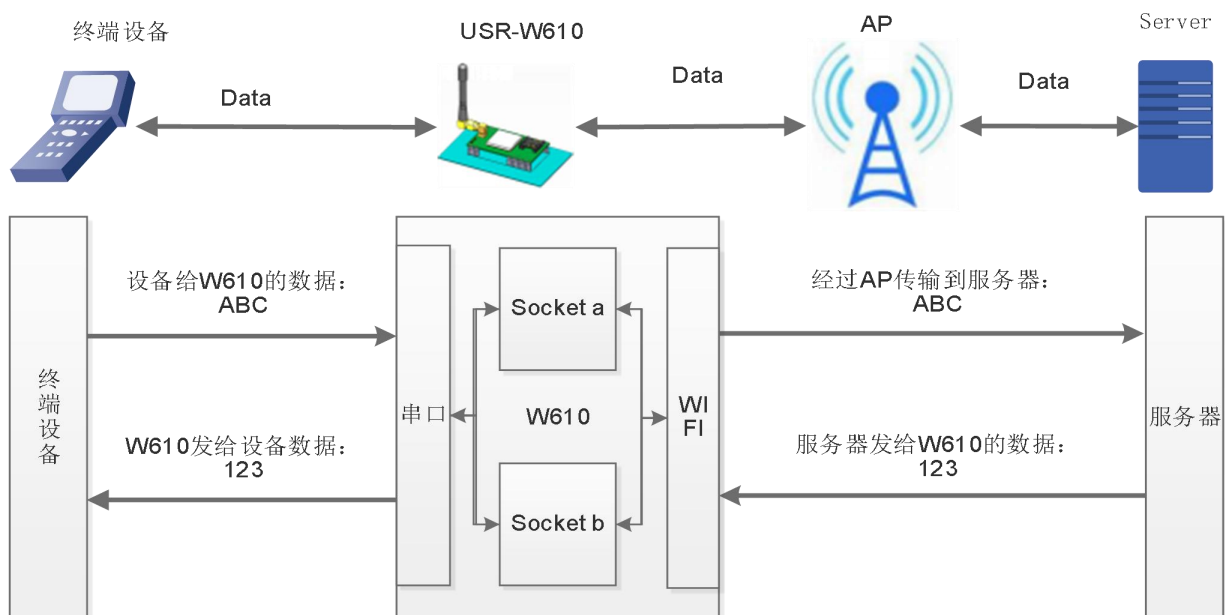 终端设备
USR-W610
AP
Server
Data
Data
Data
设备给W610的数据：
ABC
经过AP传输到服务器：
ABC
Socket a
终端设备
串口
W610
WI
FI
服务器
W610发给设备数据：
123
服务器发给W610的数据：
123
Socket b